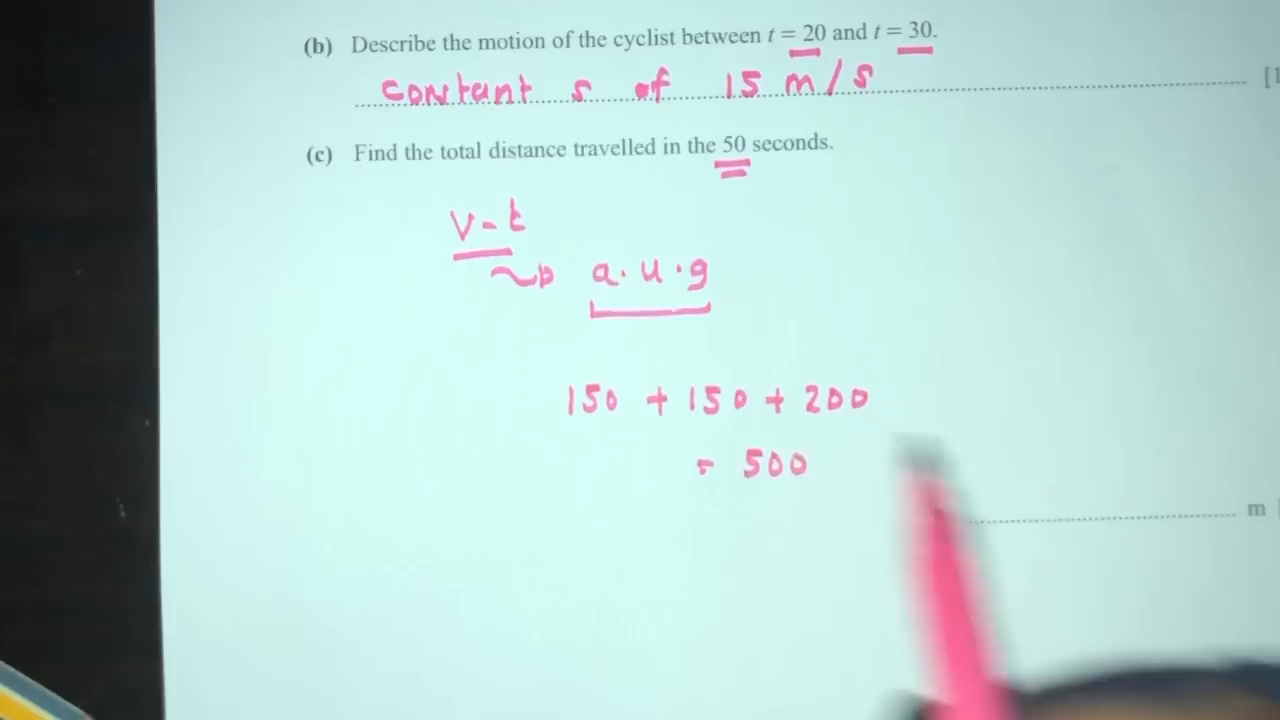 (b) Describe the motion of the cyclist between t = 20 and t = 30.
contant s of 15 m/s
(c) Find the total distance travelled in the 50 seconds.
v-t
a.u.g
150 + 150 + 200
= 500
m